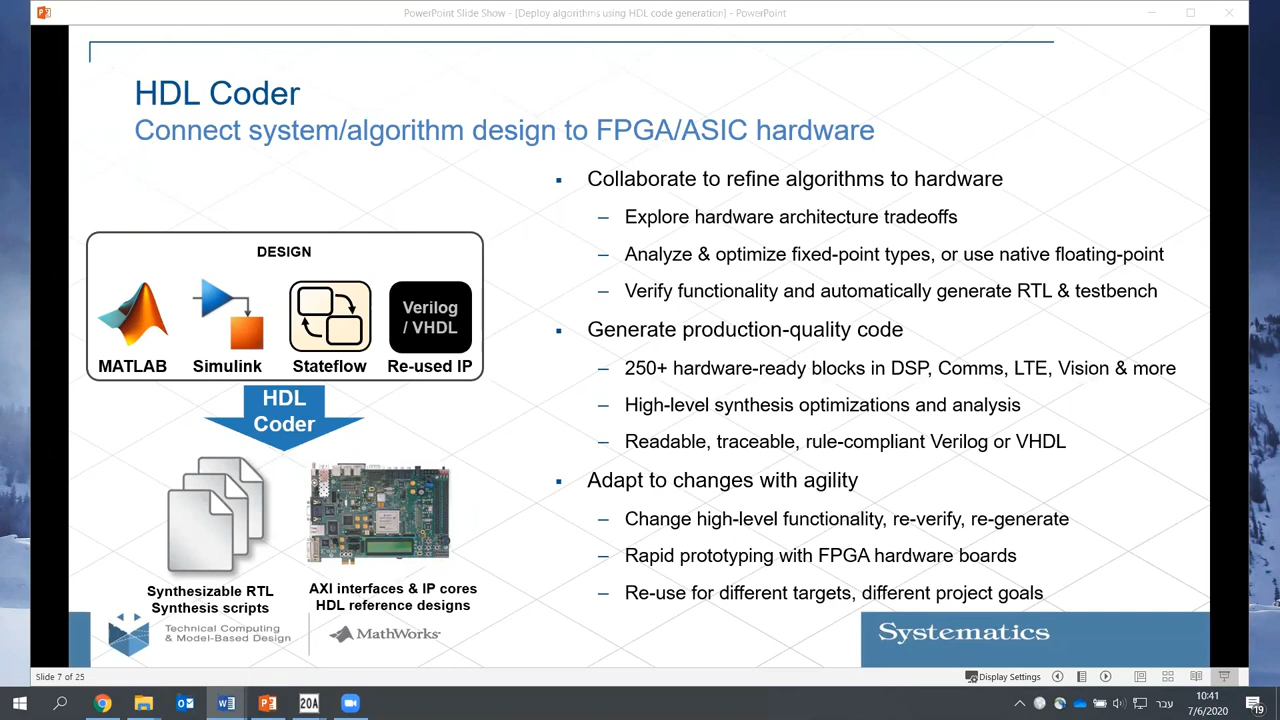 PowerPoint Slide Show - [Deploy algorithms using HDL code generation] - PowerPoint
HDL Coder
Connect system/algorithm design to FPGA/ASIC hardware
DESIGN
Verilog
/ VHDL
MATLAB Simulink Stateflow Re-used IP
HDL
Coder
Synthesizable RTL
Synthesis scripts
AXI interfaces & IP cores
HDL reference designs
▪ Collaborate to refine algorithms to hardware
– Explore hardware architecture tradeoffs
– Analyze & optimize fixed-point types, or use native floating-point
– Verify functionality and automatically generate RTL & testbench
▪ Generate production-quality code
– 250+ hardware-ready blocks in DSP, Comms, LTE, Vision & more
– High-level synthesis optimizations and analysis
– Readable, traceable, rule-compliant Verilog or VHDL
▪ Adapt to changes with agility
– Change high-level functionality, re-verify, re-generate
– Rapid prototyping with FPGA hardware boards
– Re-use for different targets, different project goals
Technical Computing
& Model-Based Design
MathWorks
Systematics
Slide 7 of 25
Display Settings
20A
עבר
10:41
7/6/2020
19